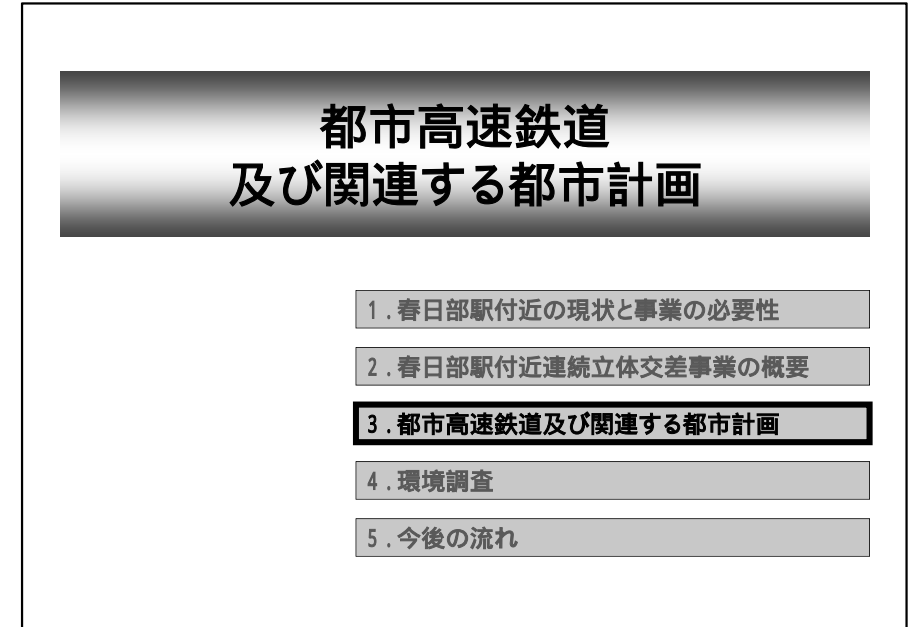 都市高速鉄道
及び関連する都市計画
1.春日部駅付近の現状と事業の必要性
2.春日部駅付近連続立体交差事業の概要
3.都市高速鉄道及び関連する都市計画
4.環境調査
5.今後の流れ